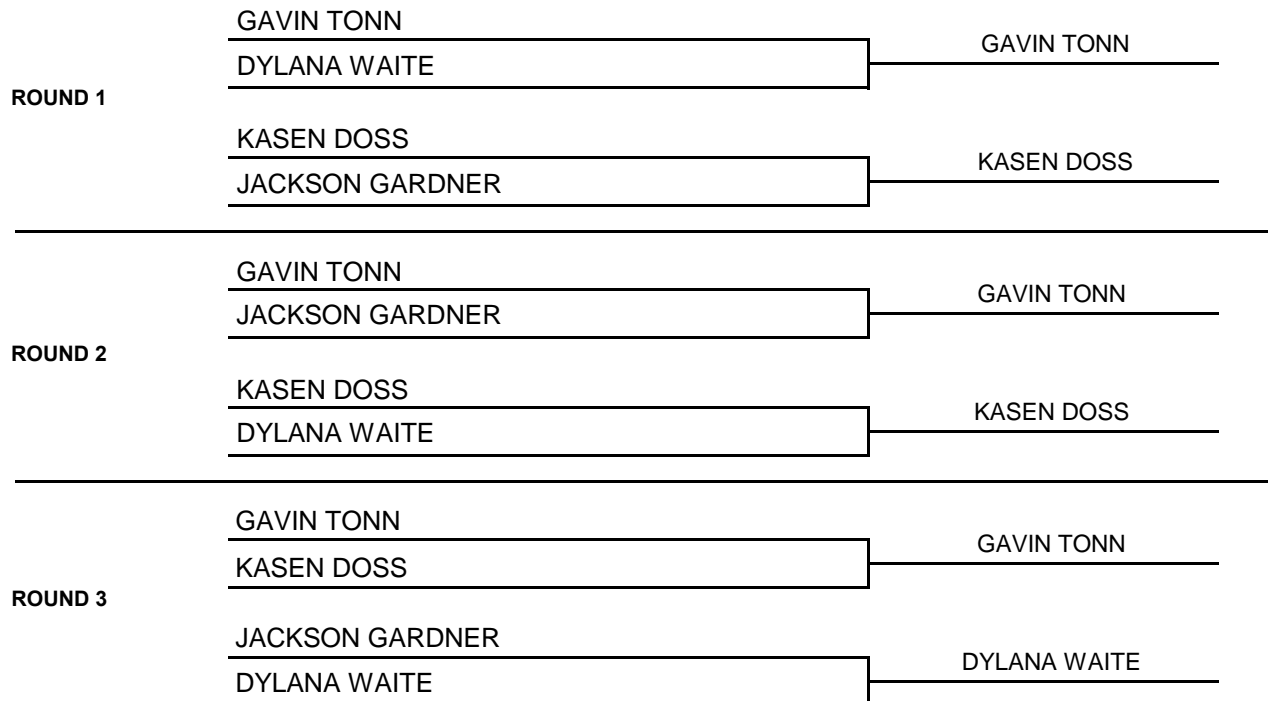 GAVIN TONN
GAVIN TONN
DYLANA WAITE
ROUND 1
KASEN DOSS
KASEN DOSS
JACKSON GARDNER
GAVIN TONN
GAVIN TONN
JACKSON GARDNER
ROUND 2
KASEN DOSS
KASEN DOSS
DYLANA WAITE
GAVIN TONN
GAVIN TONN
KASEN DOSS
ROUND 3
JACKSON GARDNER
DYLANA WAITE
DYLANA WAITE